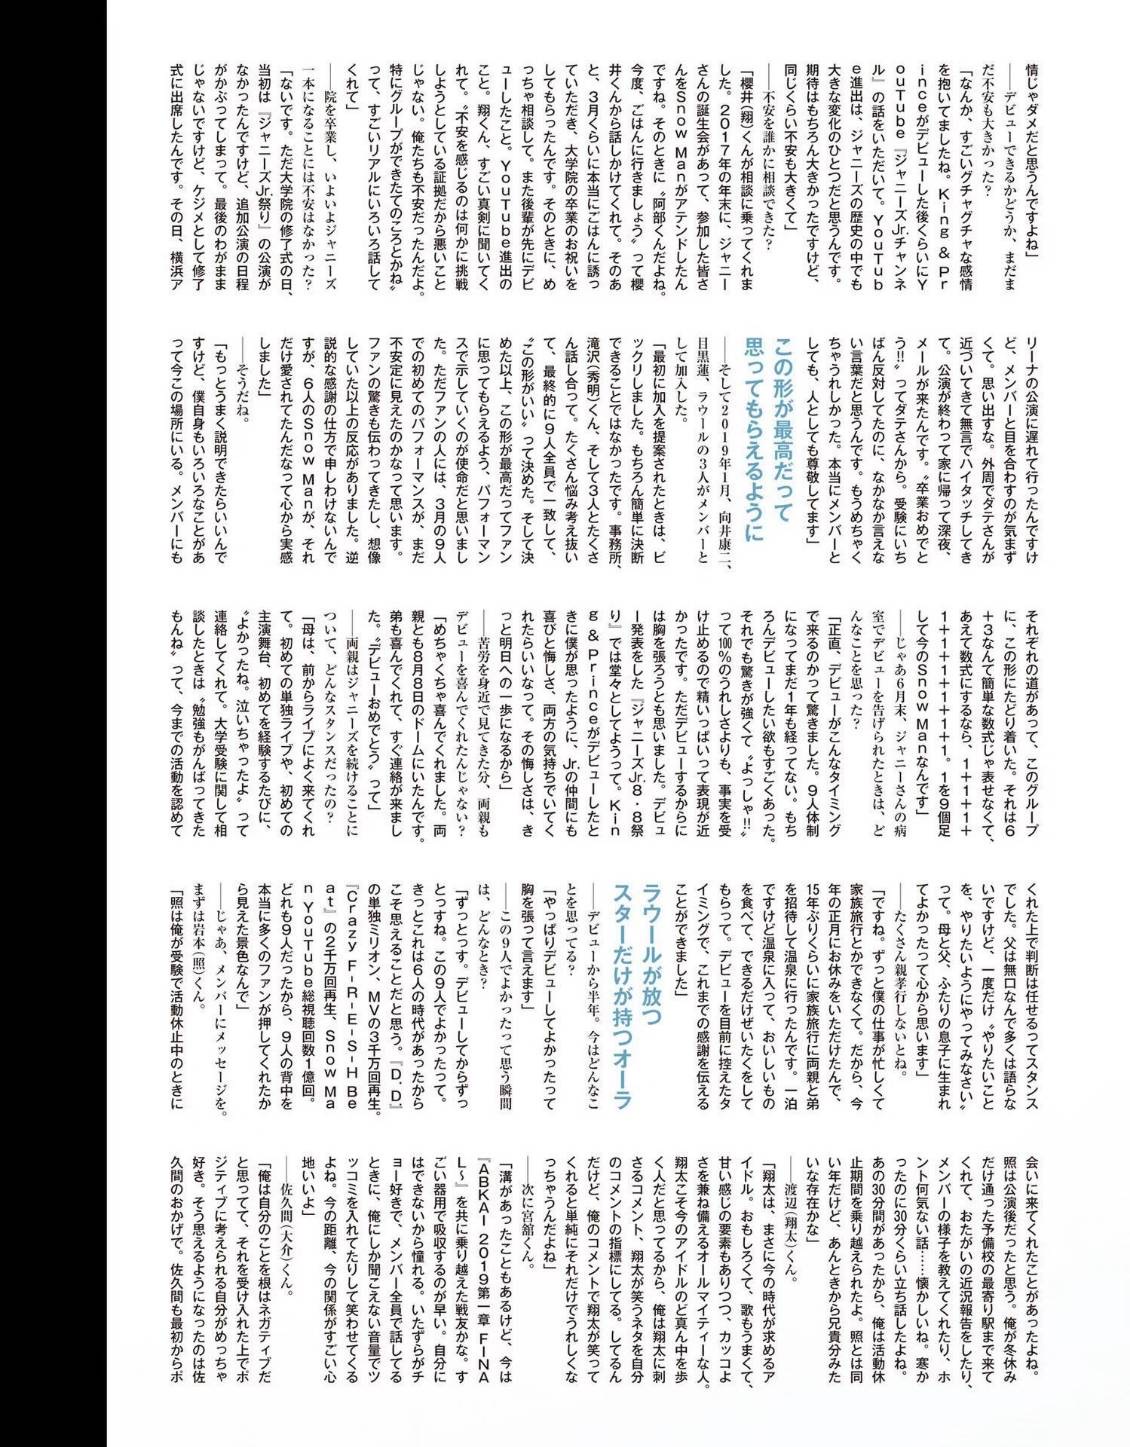 情じゃダメだと思うんですよね」
――デビューできるかどうか、まだま
だ不安も大きかった？
「なんか、すごいグチャグチャな感情
を抱いてましたね。King & Pr
inceがデビューした後くらいにY
ouTube『ジャニーズJr.チャンネ
ル』の話をいただいて。YouTub
e進出は、ジャニーズの歴史の中でも
大きな変化のひとつだと思うんです。
期待はもちろん大きかったですけど、
同じくらい不安も大きくて」
――不安を誰かに相談できた？
「櫻井(翔)くんが相談に乗ってくれま
した。2017年の年末に、ジャニー
さんの誕生会があって、参加した皆さ
んをSnow Manがアテンドしたん
ですね。そのときに〝阿部くんだよね。
今度、ごはんに行きましょう〟って櫻
井くんから話しかけてくれて。そのあ
と、3月くらいに本当にごはんに誘っ
ていただき、大学院の卒業のお祝いを
してもらったんです。そのときに、め
っちゃ相談して。また後輩が先にデビ
ューしたこと。YouTube進出の
こと。翔くん、すごい真剣に聞いてく
れて。〝不安を感じるのは何かに挑戦
しようとしている証拠だから悪いこと
じゃない。俺たちも不安だったんだよ。
特にグループができたてのころとかね〟
って、すごいリアルにいろいろ話して
くれて」
――院を卒業し、いよいよジャニーズ
一本になることには不安はなかった？
「ないです。ただ大学院の修了式の日、
当初は『ジャニーズJr.祭り』の公演が
なかったんですけど、追加公演の日程
がかぶってしまって。最後のわがまま
じゃないですけど、ケジメとして修了
式に出席したんです。その日、横浜ア
リーナの公演に遅れて行ったんですけ
ど、メンバーと目を合わすのが気まず
くて。思い出すな。外周でダテさんが
近づいてきて無言でハイタッチしてき
て。公演が終わって家に帰って深夜、
メールが来たんです。〝卒業おめでと
う!!〟ってダテさんから。受験にいち
ばん反対してたのに、なかなか言えな
い言葉だと思うんです。もうめちゃく
ちゃうれしかった。本当にメンバーと
しても、人としても尊敬してます」
この形が最高だって
思ってもらえるように
――そして2019年1月、向井康二、
目黒蓮、ラウールの3人がメンバーと
して加入した。
「最初に加入を提案されたときは、ビ
ックリしました。もちろん簡単に決断
できることではなかったです。事務所、
滝沢(秀明)くん、そして3人とたくさ
ん話し合って。たくさん悩み考え抜い
て、最終的に9人全員で一致して、
〝この形がいい〟って決めた。そして決
めた以上、この形が最高だってファン
に思ってもらえるよう、パフォーマン
スで示していくのが使命だと思いまし
た。ただファンの人には、3月の9人
での初めてのパフォーマンスが、まだ
不安定に見えたのかなって思います。
ファンの驚きも伝わってきたし、想像
していた以上の反応がありました。逆
説的な感謝の仕方で申しわけないんで
すが、6人のSnow Manが、それ
だけ愛されてたんだなって心から実感
しました」
――そうだね。
「もっとうまく説明できたらいいんで
すけど、僕自身もいろいろなことがあ
って今この場所にいる。メンバーにも
それぞれの道があって、このグループ
に、この形にたどり着いた。それは6
+3なんて簡単な数式じゃ表せなくて、
あえて数式にするなら、1+1+1+
1+1+1+1+1+1。1を9個足
して今のSnow Manなんです」
――じゃあ6月末、ジャニーさんの病
室でデビューを告げられたときは、ど
んなことを思った？
「正直、デビューがこんなタイミング
で来るのかって驚きました。9人体制
になってまだ1年も経ってない。もち
ろんデビューしたい欲もすごくあった。
それでも驚きが強くて〝よっしゃ!!〟
って100％のうれしさよりも、事実を受
け止めるので精いっぱいって表現が近
かったです。ただデビューするからに
は胸を張ろうとも思いました。デビュ
ー発表をした『ジャニーズJr.8・8祭
り』では堂々としてようって。Kin
g & Princeがデビューしたと
きに僕が思ったように、Jr.の仲間にも
喜びと悔しさ、両方の気持ちでいてく
れたらいいなって。その悔しさは、き
っと明日への一歩になるから」
――苦労を身近で見てきた分、両親も
デビューを喜んでくれたんじゃない？
「めちゃくちゃ喜んでくれました。両
親とも8月8日のドームにいたんです。
弟も喜んでくれて、すぐ連絡が来まし
た。〝デビューおめでとう〟って」
――両親はジャニーズを続けることに
ついて、どんなスタンスだったの？
「母は、前からライブによく来てくれ
て。初めての単独ライブや、初めての
主演舞台、初めてを経験するたびに、
〝よかったね。泣いちゃったよ〟って
連絡してくれて。大学受験に関して相
談したときは〝勉強もがんばってきた
もんね〟って、今までの活動を認めて
くれた上で判断は任せるってスタンス
でした。父は無口なんで多くは語らな
いですけど、一度だけ〝やりたいこと
を、やりたいようにやってみなさい〟
って。母と父、ふたりの息子に生まれ
てよかったって心から思います」
――たくさん親孝行しないとね。
「ですね。ずっと僕の仕事が忙しくて
家族旅行とかできなくて。だから、今
年の正月にお休みをいただけたんで、
15年ぶりくらいに家族旅行に両親と弟
を招待して温泉に行ったんです。一泊
ですけど温泉に入って、おいしいもの
を食べて、できるだけぜいたくをして
もらって。デビューを目前に控えたタ
イミングで、これまでの感謝を伝える
ことができました」
ラウールが放つ
スターだけが持つオーラ
――デビューから半年。今はどんなこ
とを思ってる？
「やっぱりデビューしてよかったって
胸を張って言えます」
――この9人でよかったって思う瞬間
は、どんなとき？
「ずっとっす。デビューしてからずっ
とっすね。この9人でよかったって。
きっとこれは6人の時代があったから
こそ思えることだと思う。『D.D.』
の単独ミリオン、MVの3千万回再生。
『Crazy F-R-E-S-H Be
at』の2千万回再生、Snow Ma
n YouTube総視聴回数1億回。
どれも9人だったから、9人の背中を
本当に多くのファンが押してくれたか
ら見えた景色なんで」
――じゃあ、メンバーにメッセージを。
まずは岩本(照)くん。
「照は俺が受験で活動休止中のときに
会いに来てくれたことがあったよね。
照は公演後だったと思う。俺が冬休み
だけ通った予備校の最寄り駅まで来て
くれて、おたがいの近況報告をしたり、
メンバーの様子を教えてくれたり、ホ
ント何気ない話……懐かしいね。寒か
ったのに30分くらい立ち話したよね。
あの30分間があったから、俺は活動休
止期間を乗り越えられたよ。照とは同
い年だけど、あんときから兄貴分みた
いな存在かな」
――渡辺(翔太)くん。
「翔太は、まさに今の時代が求めるア
イドル。おもしろくて、歌もうまくて、
甘い感じの要素もありつつ、カッコよ
さを兼ね備えるオールマイティーな人。
翔太こそ今のアイドルのど真ん中を歩
く人だと思ってるから、俺は翔太に刺
さるコメント、翔太が笑うネタを自分
のコメントの指標にしてる。してるん
だけど、俺のコメントで翔太が笑って
くれると単純にそれだけでうれしくな
っちゃうんだよね」
――次に宮舘くん。
「溝があったこともあるけど、今は
『ABKAI 2019第一章 FINA
L～』を共に乗り越えた戦友かな。す
ごい器用で吸収するのが早い。自分に
はできないから憧れる。いたずらがチ
ョー好きで、メンバー全員で話してる
ときに、俺にしか聞こえない音量でツ
ッコミを入れてたりして笑わせてくる
よね。今の距離、今の関係がすごい心
地いいよ」
――佐久間(大介)くん。
「俺は自分のことを根はネガティブだ
と思ってて、それを受け入れた上でポ
ジティブに考えられる自分がめっちゃ
好き。そう思えるようになったのは佐
久間のおかげで。佐久間も最初からポ